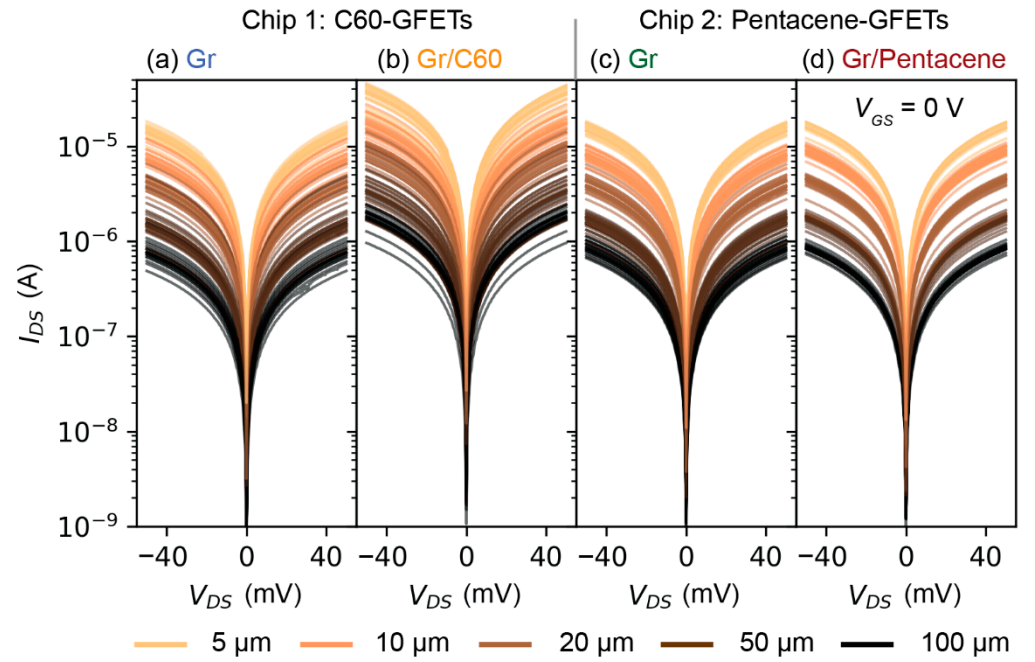 Chip 1: C60-GFETs
Chip 2: Pentacene-GFETs
(a) Gr
(b) Gr/C60
(c) Gr
(d) Gr/Pentacene
V_GS = 0 V
I_DS (A)
10⁻⁵
10⁻⁶
10⁻⁷
10⁻⁸
10⁻⁹
−40 0 40
−40 0 40
−40 0 40
−40 0 40
V_DS (mV)
V_DS (mV)
V_DS (mV)
V_DS (mV)
5 µm 10 µm 20 µm 50 µm 100 µm